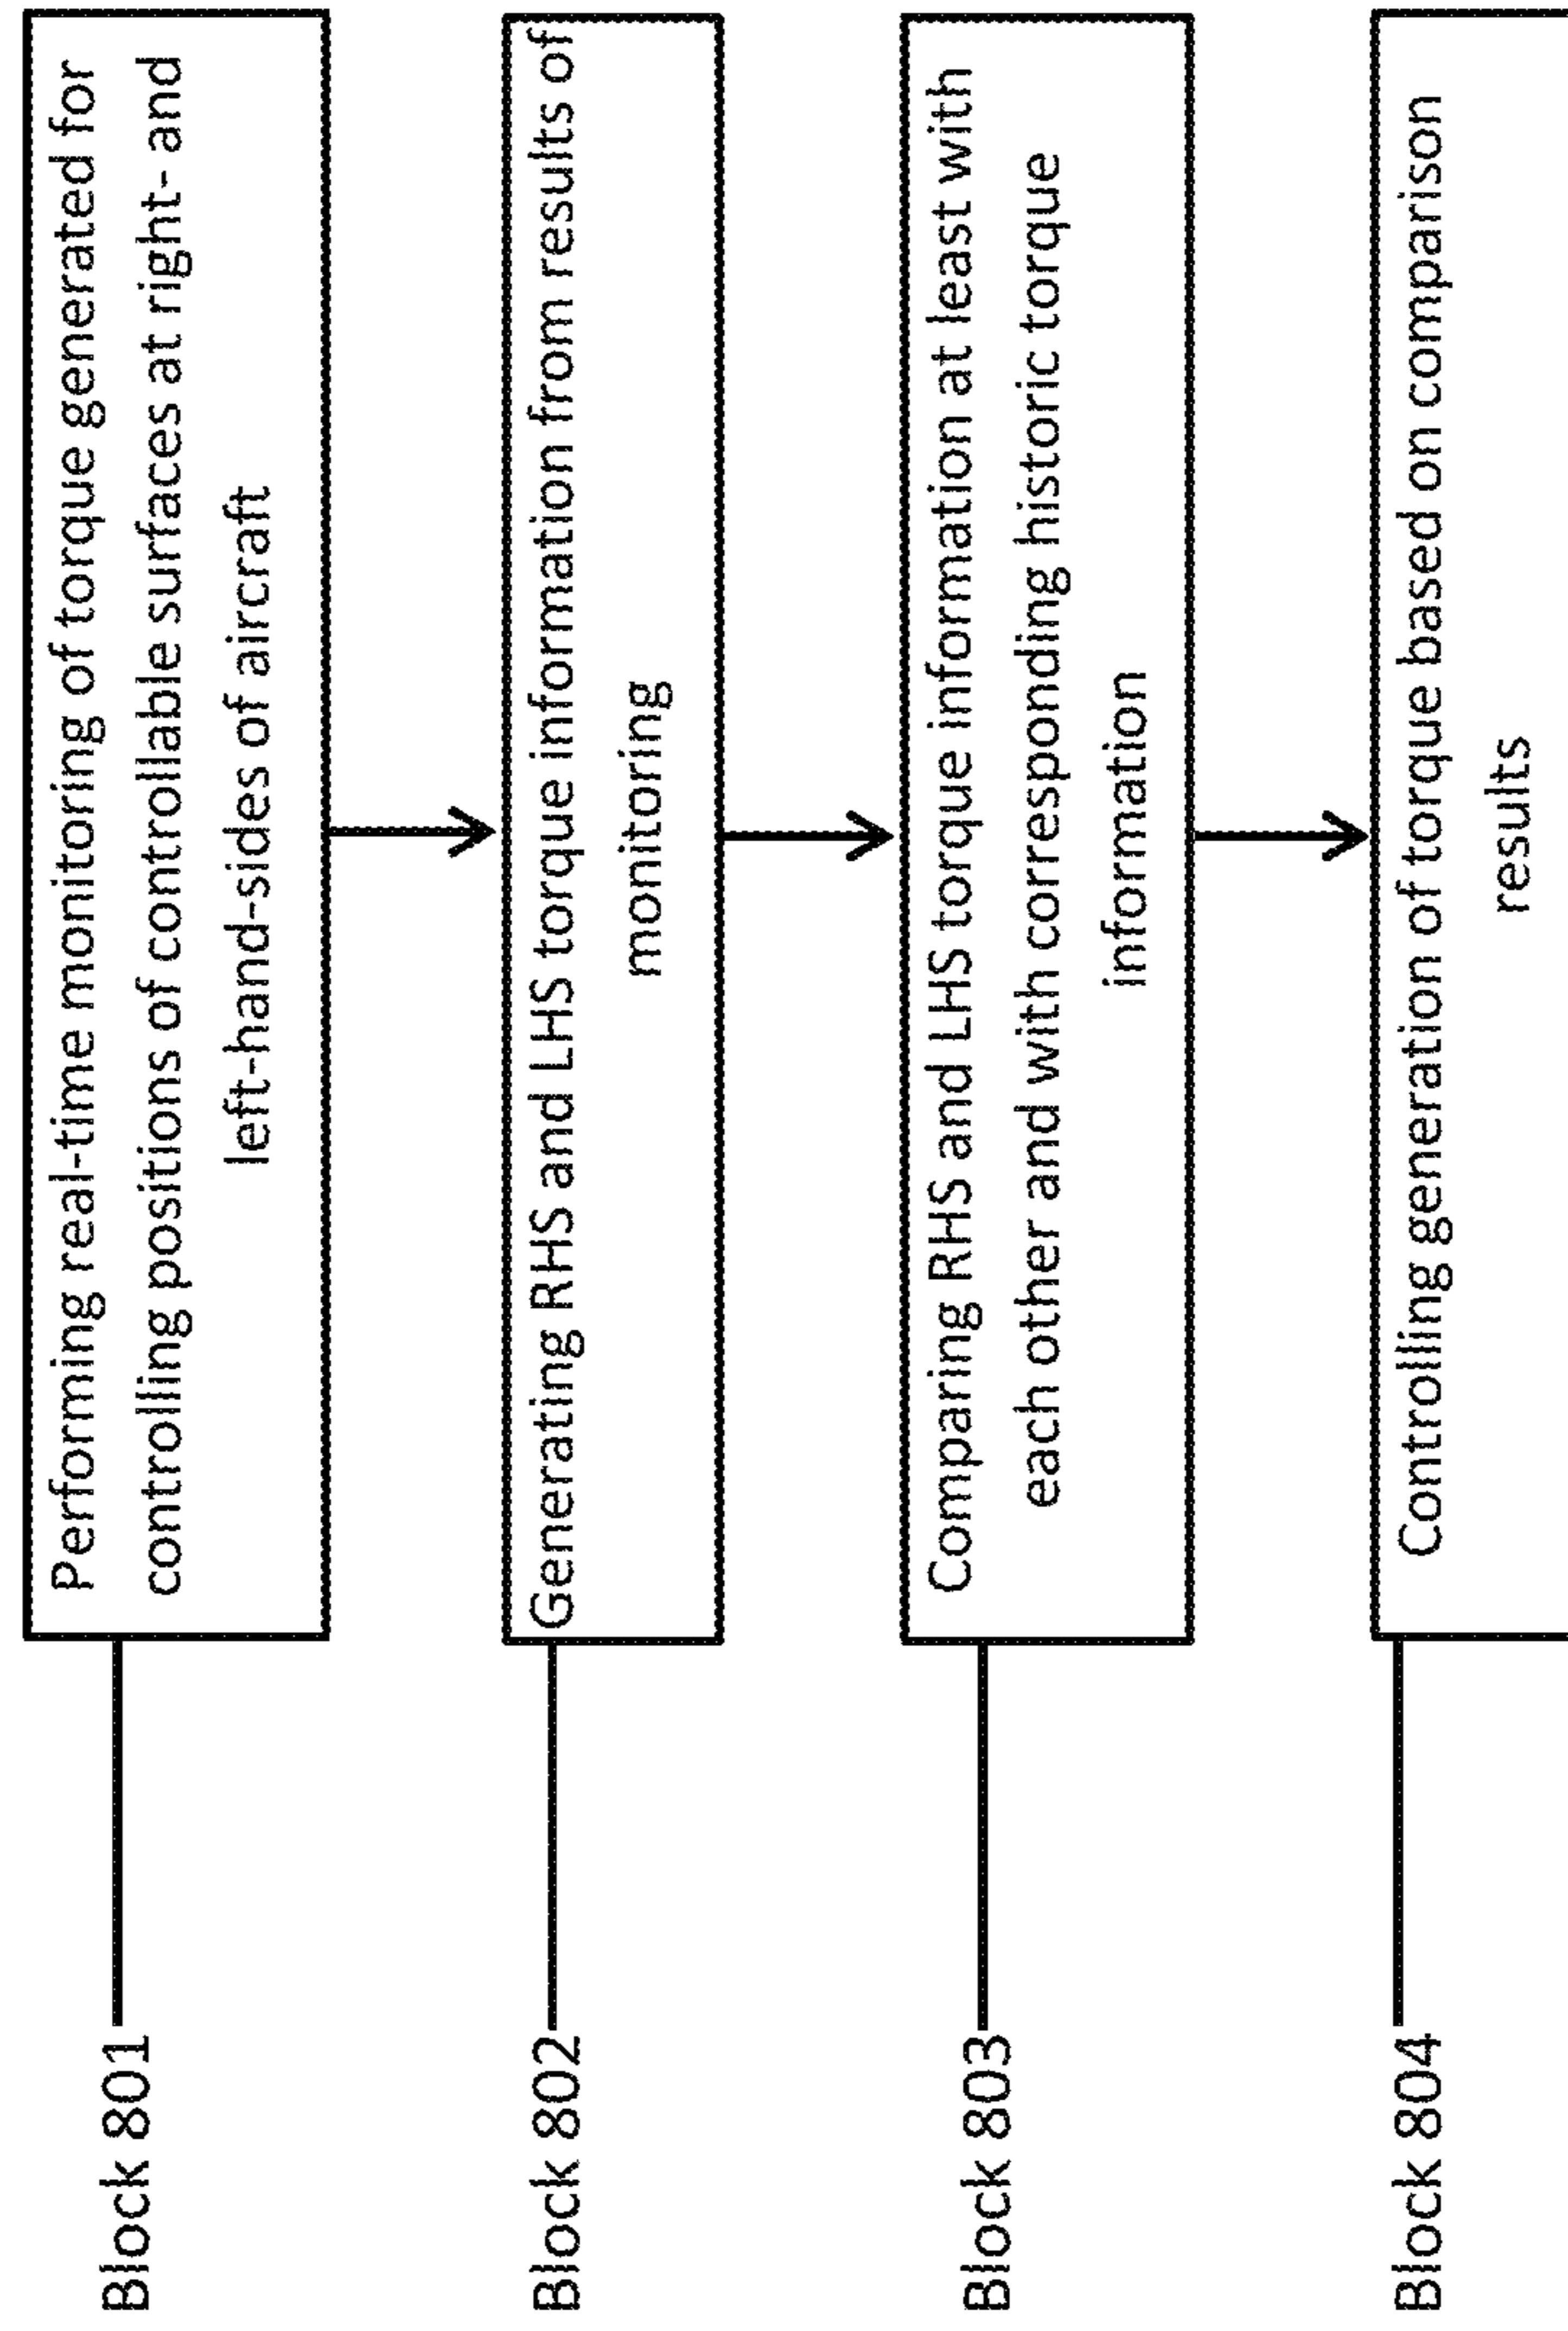 Block 801
Performing real-time monitoring of torque generated for
controlling positions of controllable surfaces at right- and
left-hand-sides of aircraft
Block 802
Generating RHS and LHS torque information from results of
monitoring
Block 803
Comparing RHS and LHS torque information at least with
each other and with corresponding historic torque
information
Block 804
Controlling generation of torque based on comparison
results